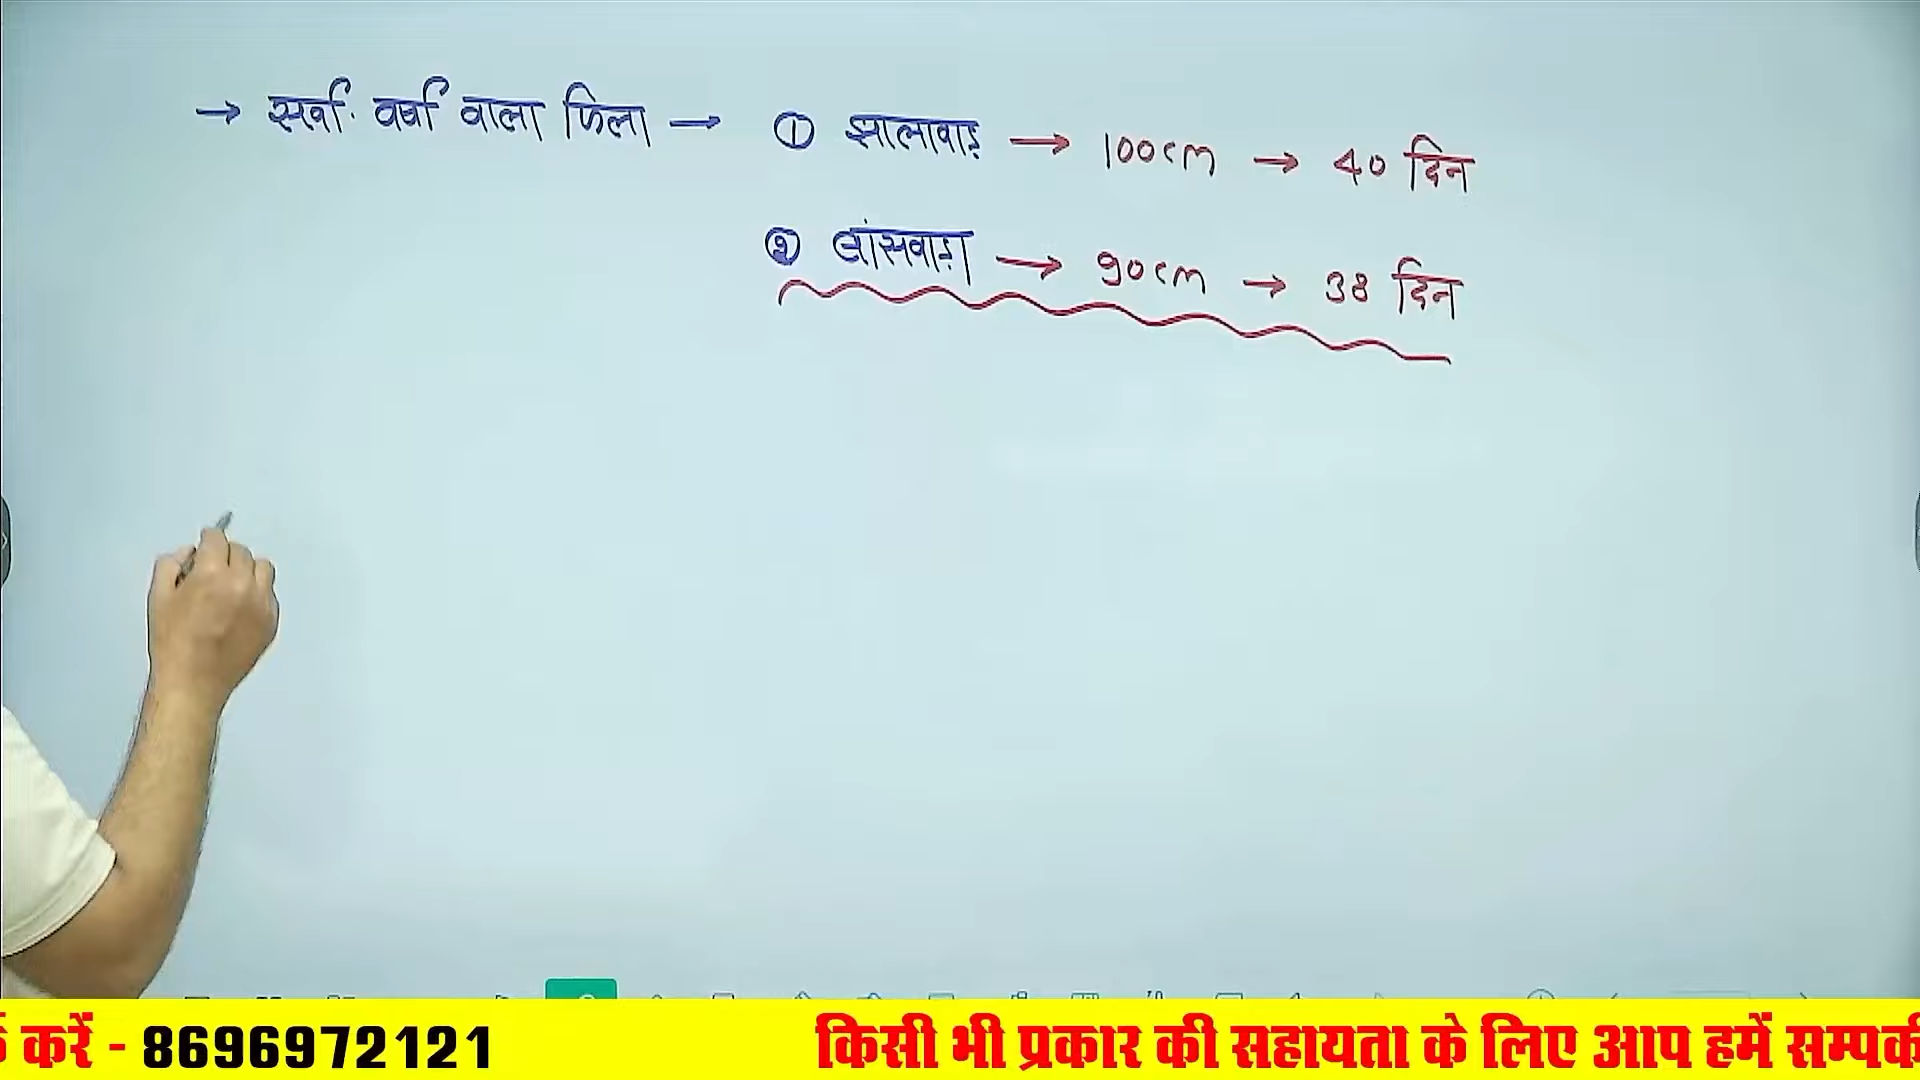 → सर्वा. वर्षा वाला जिला → ① झालावाड़ → 100cm → 40 दिन
② बांसवाड़ा → 90cm → 38 दिन
करें - 8696972121 किसी भी प्रकार की सहायता के लिए आप हमें सम्पर्क